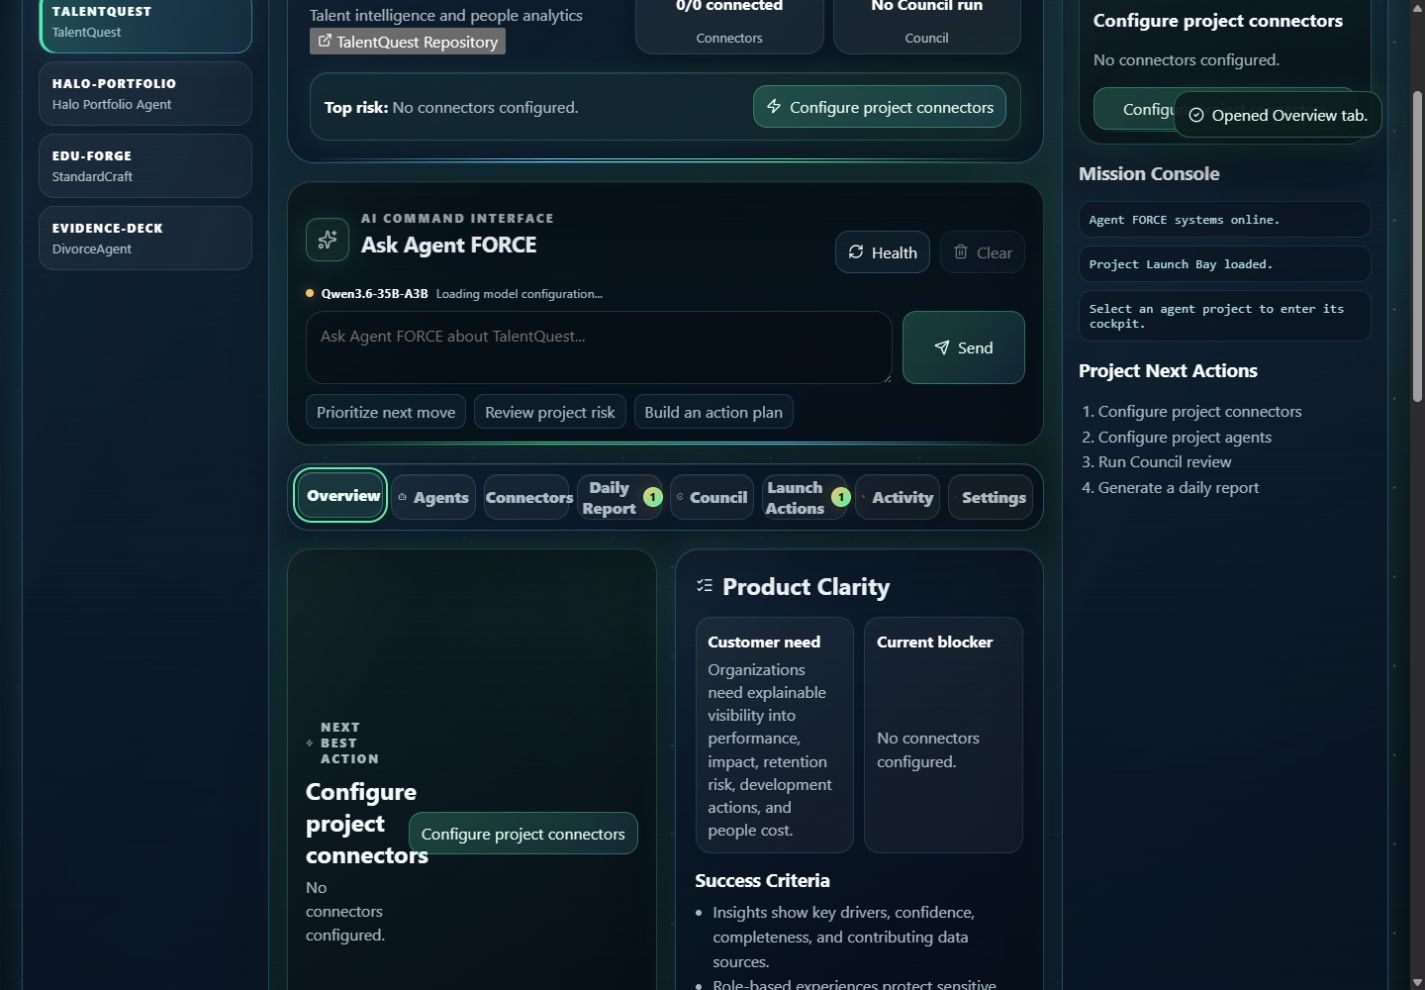 TALENTQUEST
TalentQuest
HALO-PORTFOLIO
Halo Portfolio Agent
EDU-FORGE
StandardCraft
EVIDENCE-DECK
DivorceAgent
Talent intelligence and people analytics
TalentQuest Repository
0/0 connected
Connectors
No Council run
Council
Top risk: No connectors configured.
Configure project connectors
AI COMMAND INTERFACE
Ask Agent FORCE
Health
Clear
Qwen3.6-35B-A3B Loading model configuration...
Ask Agent FORCE about TalentQuest...
Send
Prioritize next move
Review project risk
Build an action plan
Overview
Agents
Connectors
Daily
Report
1
Council
Launch
Actions
1
Activity
Settings
NEXT
BEST
ACTION
Configure
project
connectors
No
connectors
configured.
Configure project connectors
Product Clarity
Customer need
Organizations
need explainable
visibility into
performance,
impact, retention
risk, development
actions, and
people cost.
Current blocker
No connectors
configured.
Success Criteria
Insights show key drivers, confidence,
completeness, and contributing data
sources.
Role-based experiences protect sensitive
Configure project connectors
No connectors configured.
Configu
Opened Overview tab.
Mission Console
Agent FORCE systems online.
Project Launch Bay loaded.
Select an agent project to enter its
cockpit.
Project Next Actions
1. Configure project connectors
2. Configure project agents
3. Run Council review
4. Generate a daily report